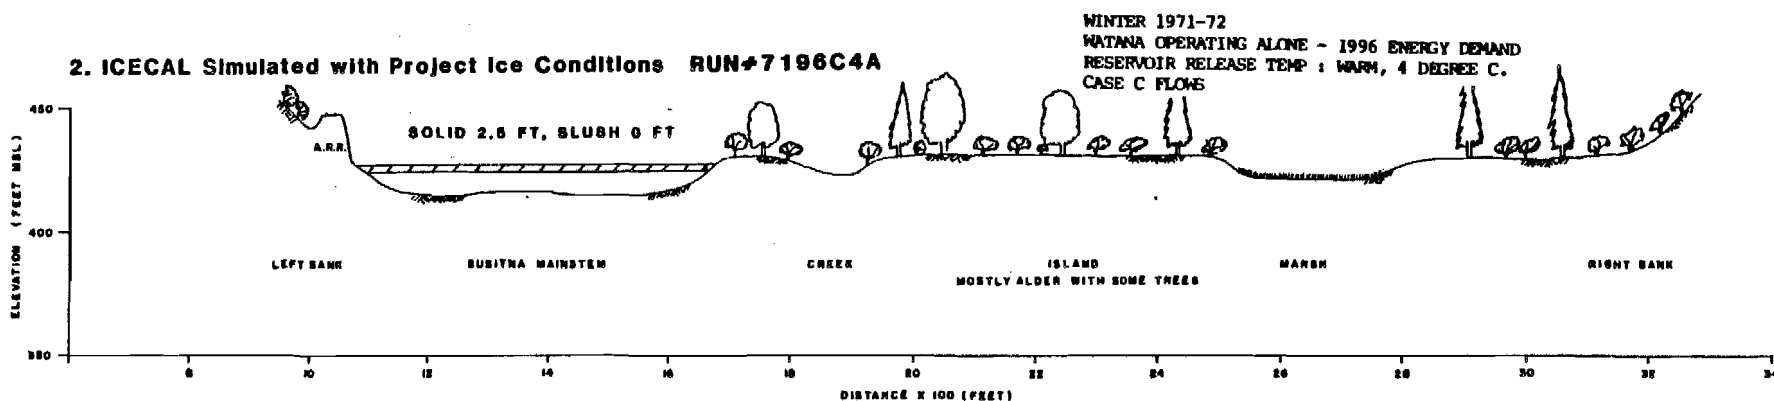 WINTER 1971-72
WATANA OPERATING ALONE - 1996 ENERGY DEMAND
RESERVOIR RELEASE TEMP : WARM, 4 DEGREE C.
CASE C FLOWS
2. ICECAL Simulated with Project Ice Conditions RUN#7196C4A
450
SOLID 2.5 FT, SLUSH 0 FT
A.R.R.
ELEVATION (FEET MSL)
400
LEFT BANK SUSITNA MAINSTEM CREEK ISLAND MARSH RIGHT BANK
MOSTLY ALDER WITH SOME TREES
350
8 10 12 14 16 18 20 22 24 26 28 30 32 34
DISTANCE X 100 (FEET)